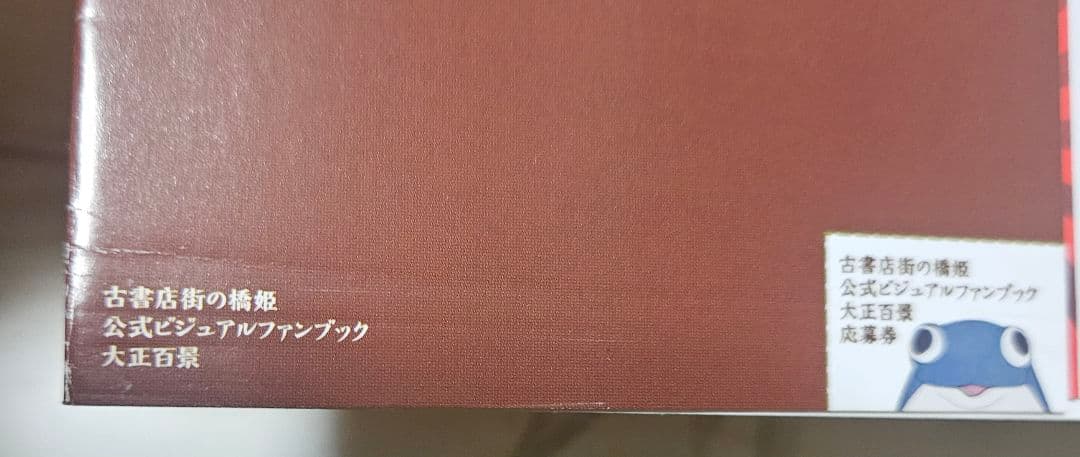 古書店街の橋姫
公式ビジュアルファンブック
大正百景
古書店街の橋姫
公式ビジュアルファンブック
大正百景
応募券